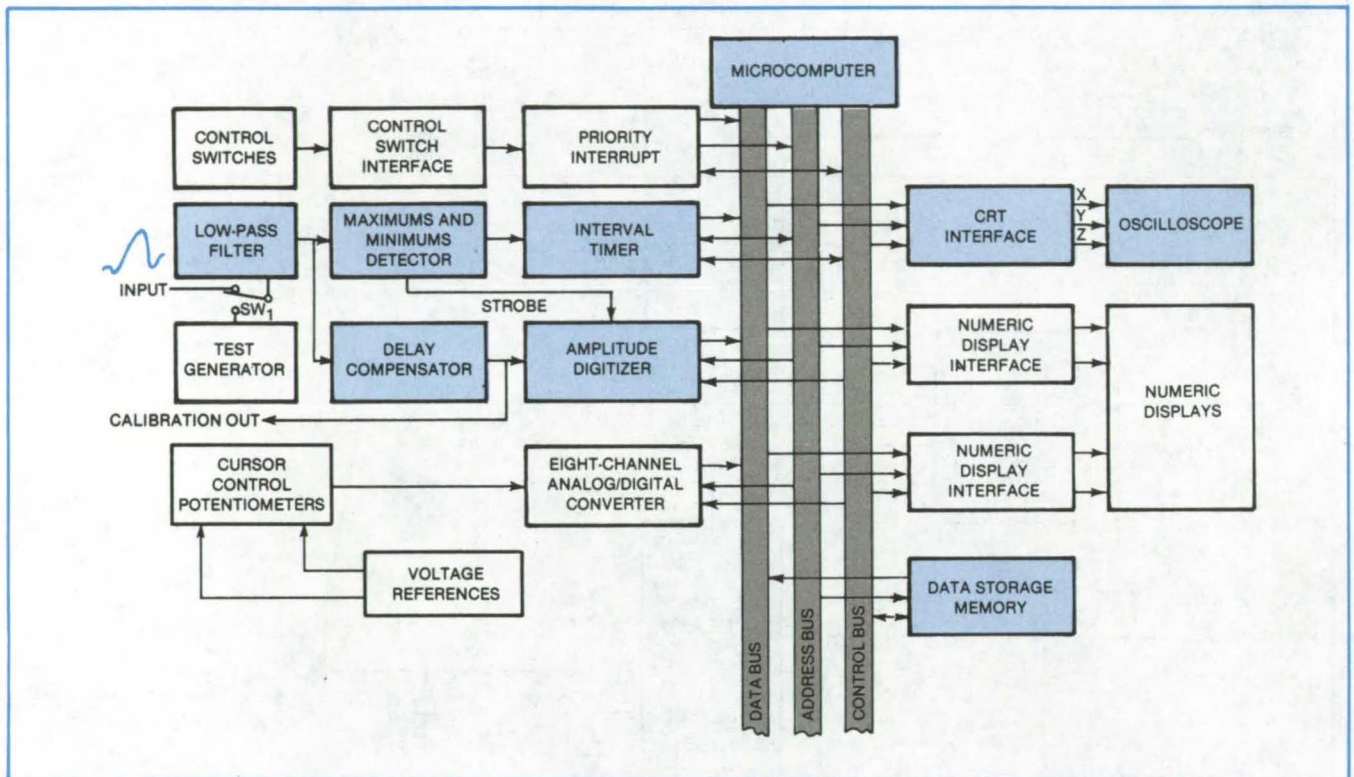 MICROCOMPUTER
CONTROL
SWITCHES
CONTROL
SWITCH
INTERFACE
PRIORITY
INTERRUPT
LOW-PASS
FILTER
MAXIMUMS AND
MINIMUMS
DETECTOR
INTERVAL
TIMER
CRT
INTERFACE
X
Y
Z
OSCILLOSCOPE
INPUT
SW1
STROBE
TEST
GENERATOR
DELAY
COMPENSATOR
AMPLITUDE
DIGITIZER
NUMERIC
DISPLAY
INTERFACE
NUMERIC
DISPLAYS
CALIBRATION OUT
CURSOR
CONTROL
POTENTIOMETERS
EIGHT-CHANNEL
ANALOG/DIGITAL
CONVERTER
NUMERIC
DISPLAY
INTERFACE
VOLTAGE
REFERENCES
DATA STORAGE
MEMORY
DATA BUS
ADDRESS BUS
CONTROL BUS